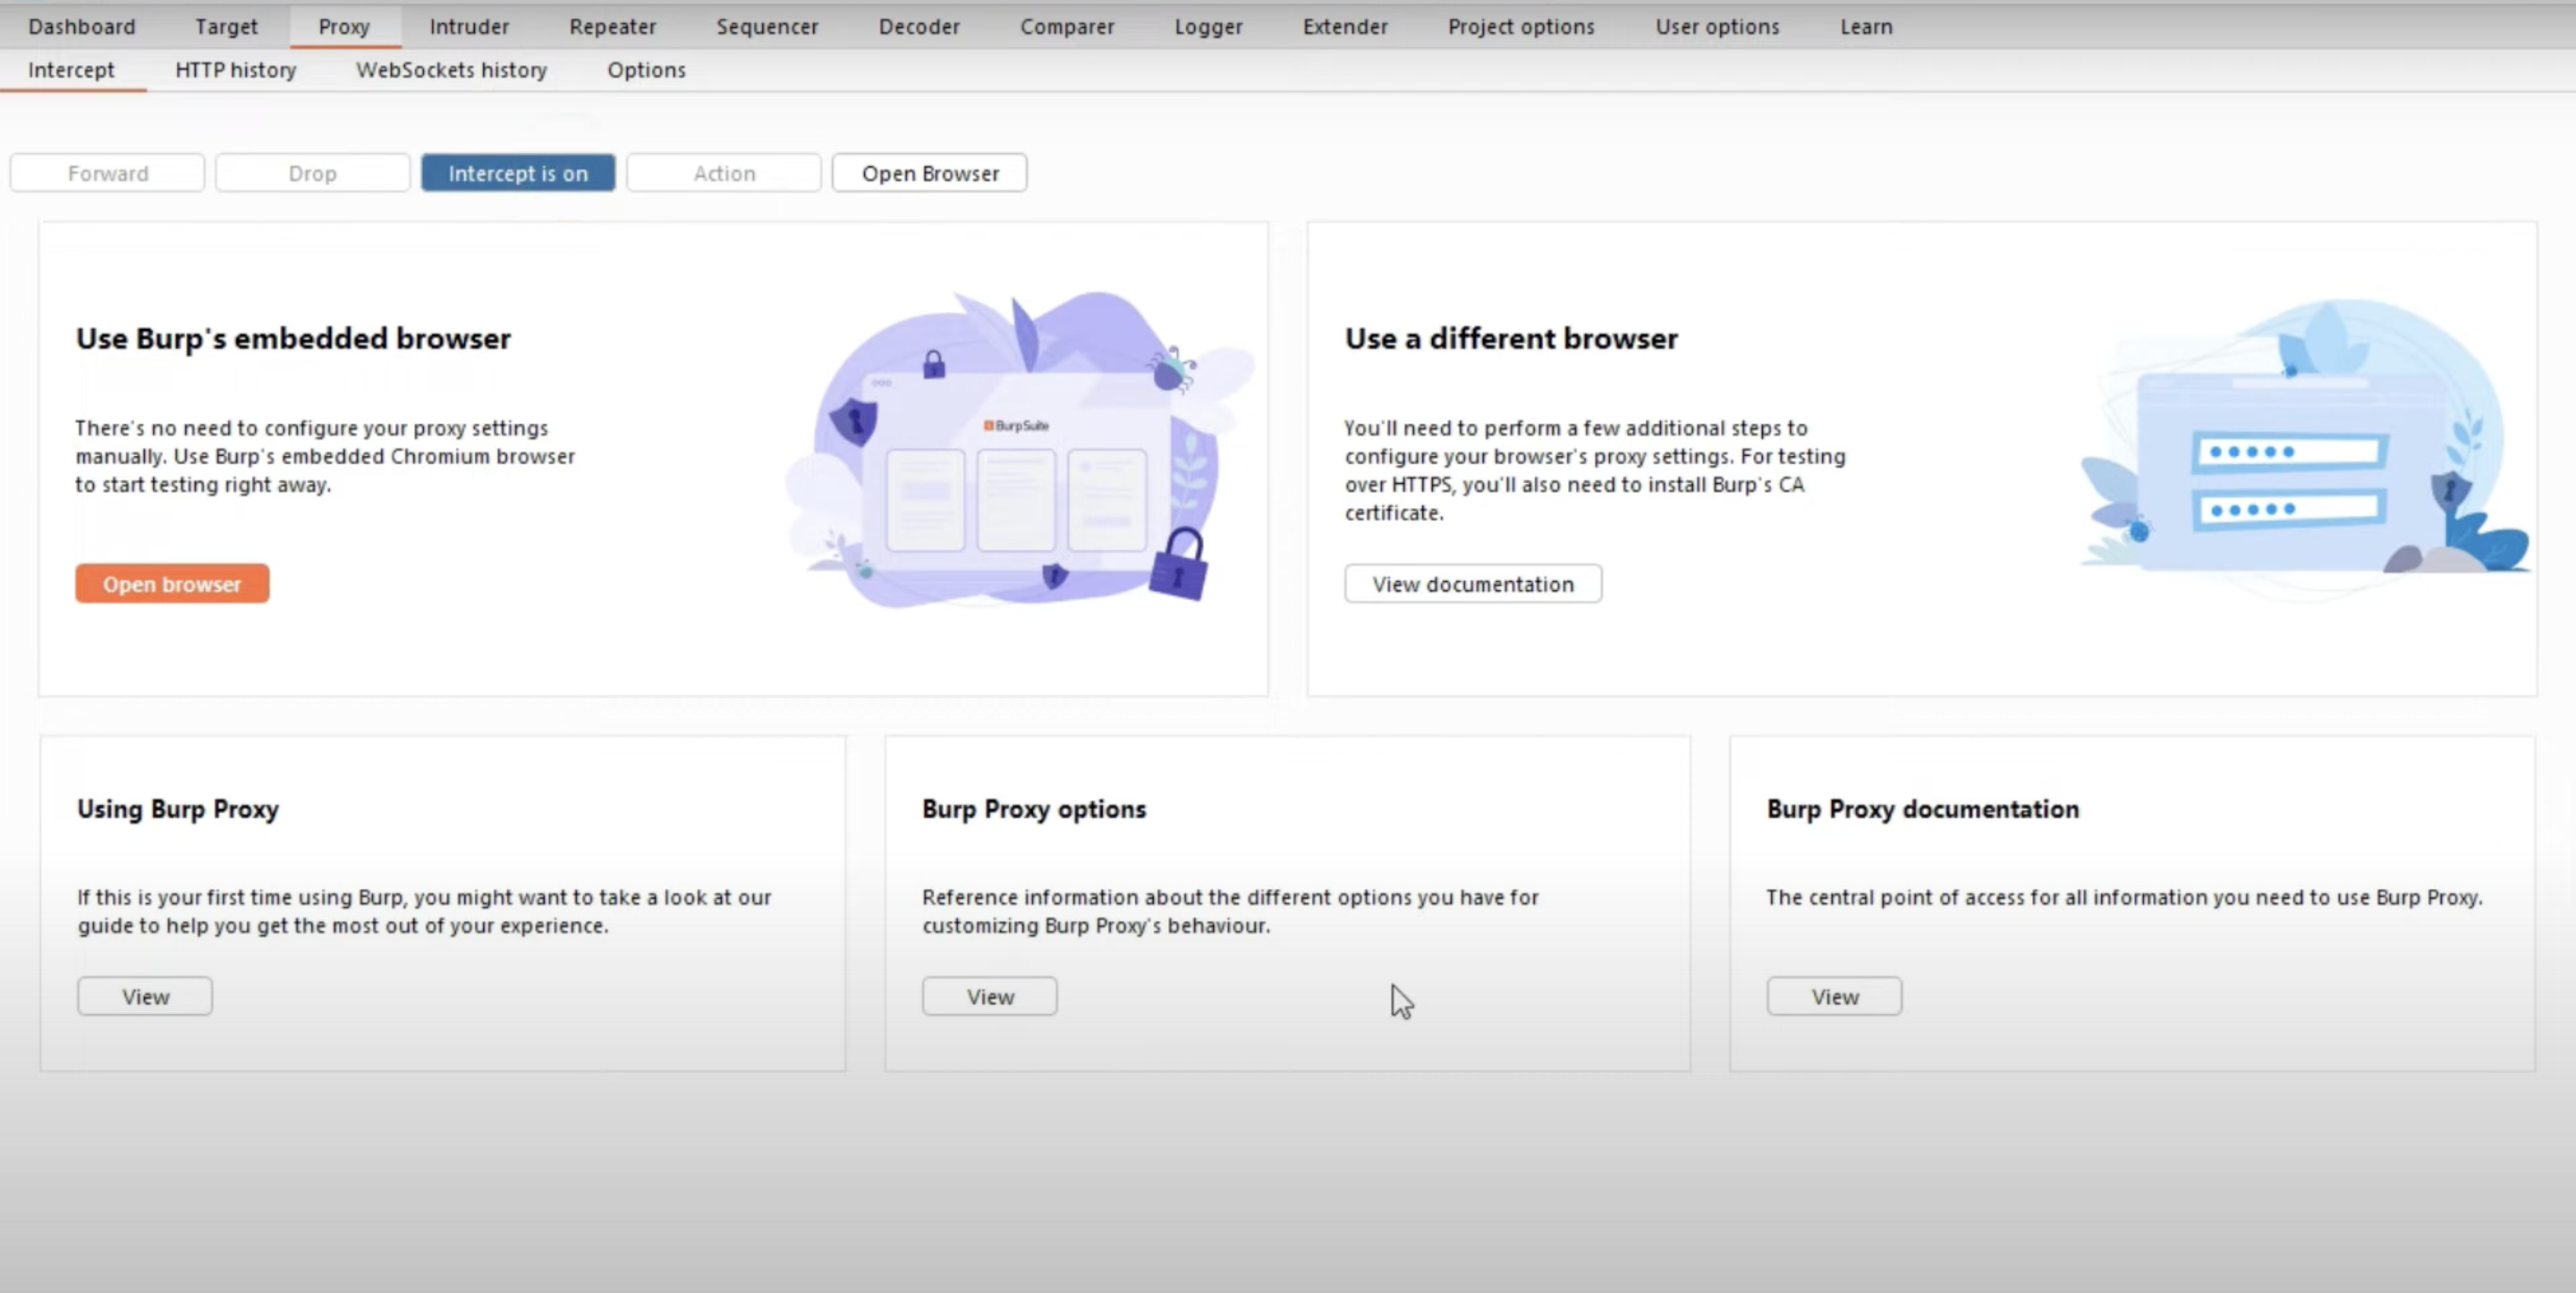 Dashboard Target Proxy Intruder Repeater Sequencer Decoder Comparer Logger Extender Project options User options Learn
Intercept HTTP history WebSockets history Options
Forward Drop Intercept is on Action Open Browser
Use Burp's embedded browser
There's no need to configure your proxy settings
manually. Use Burp's embedded Chromium browser
to start testing right away.
Open browser
BurpSuite
Use a different browser
You'll need to perform a few additional steps to
configure your browser's proxy settings. For testing
over HTTPS, you'll also need to install Burp's CA
certificate.
View documentation
Using Burp Proxy
If this is your first time using Burp, you might want to take a look at our
guide to help you get the most out of your experience.
View
Burp Proxy options
Reference information about the different options you have for
customizing Burp Proxy's behaviour.
View
Burp Proxy documentation
The central point of access for all information you need to use Burp Proxy.
View